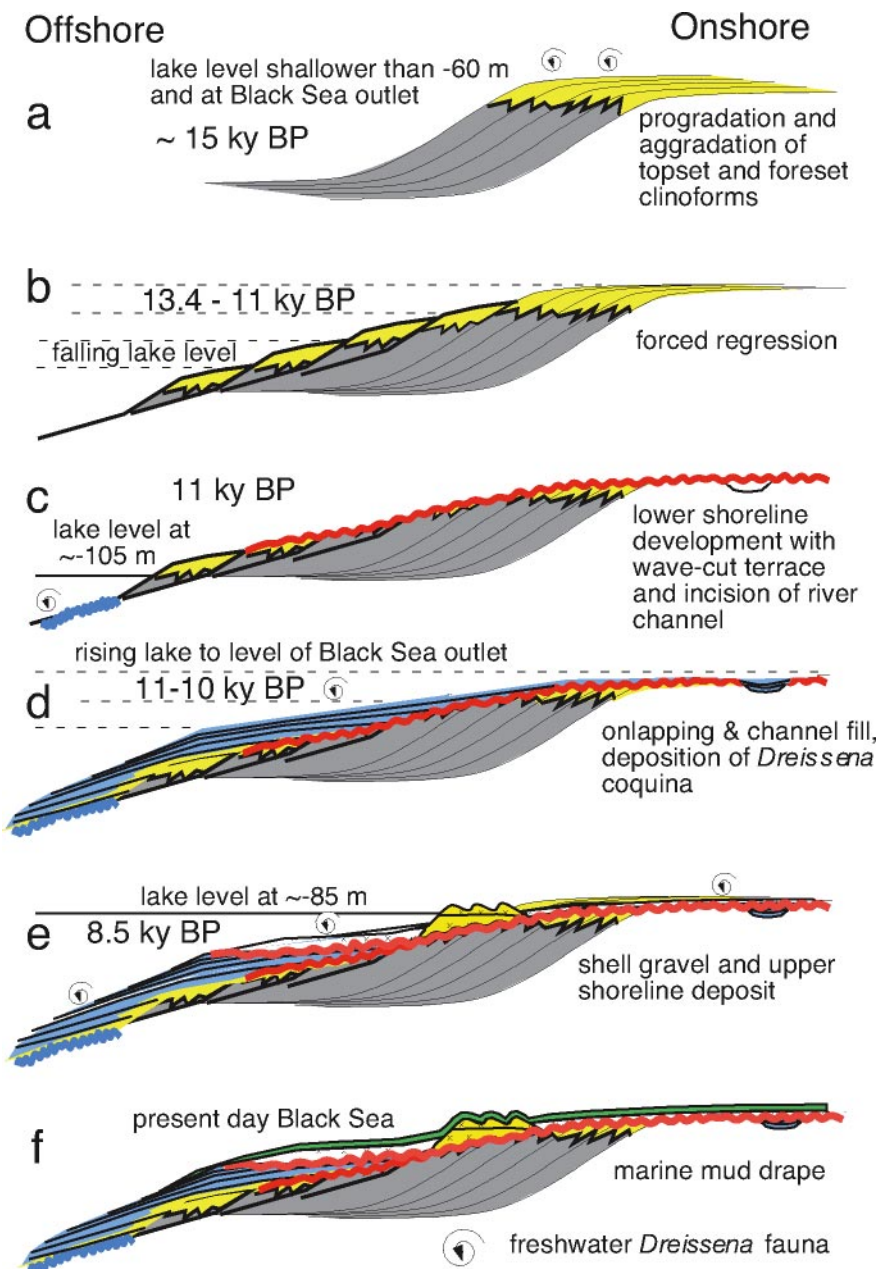 Offshore
Onshore
lake level shallower than -60 m
and at Black Sea outlet
a
~ 15 ky BP
progradation and
aggradation of
topset and foreset
clinoforms
b
13.4 - 11 ky BP
falling lake level
forced regression
c
11 ky BP
lake level at
~-105 m
lower shoreline
development with
wave-cut terrace
and incision of river
channel
rising lake to level of Black Sea outlet
d
11-10 ky BP
onlapping & channel fill,
deposition of Dreissena
coquina
lake level at ~-85 m
e
8.5 ky BP
shell gravel and upper
shoreline deposit
present day Black Sea
f
marine mud drape
freshwater Dreissena fauna